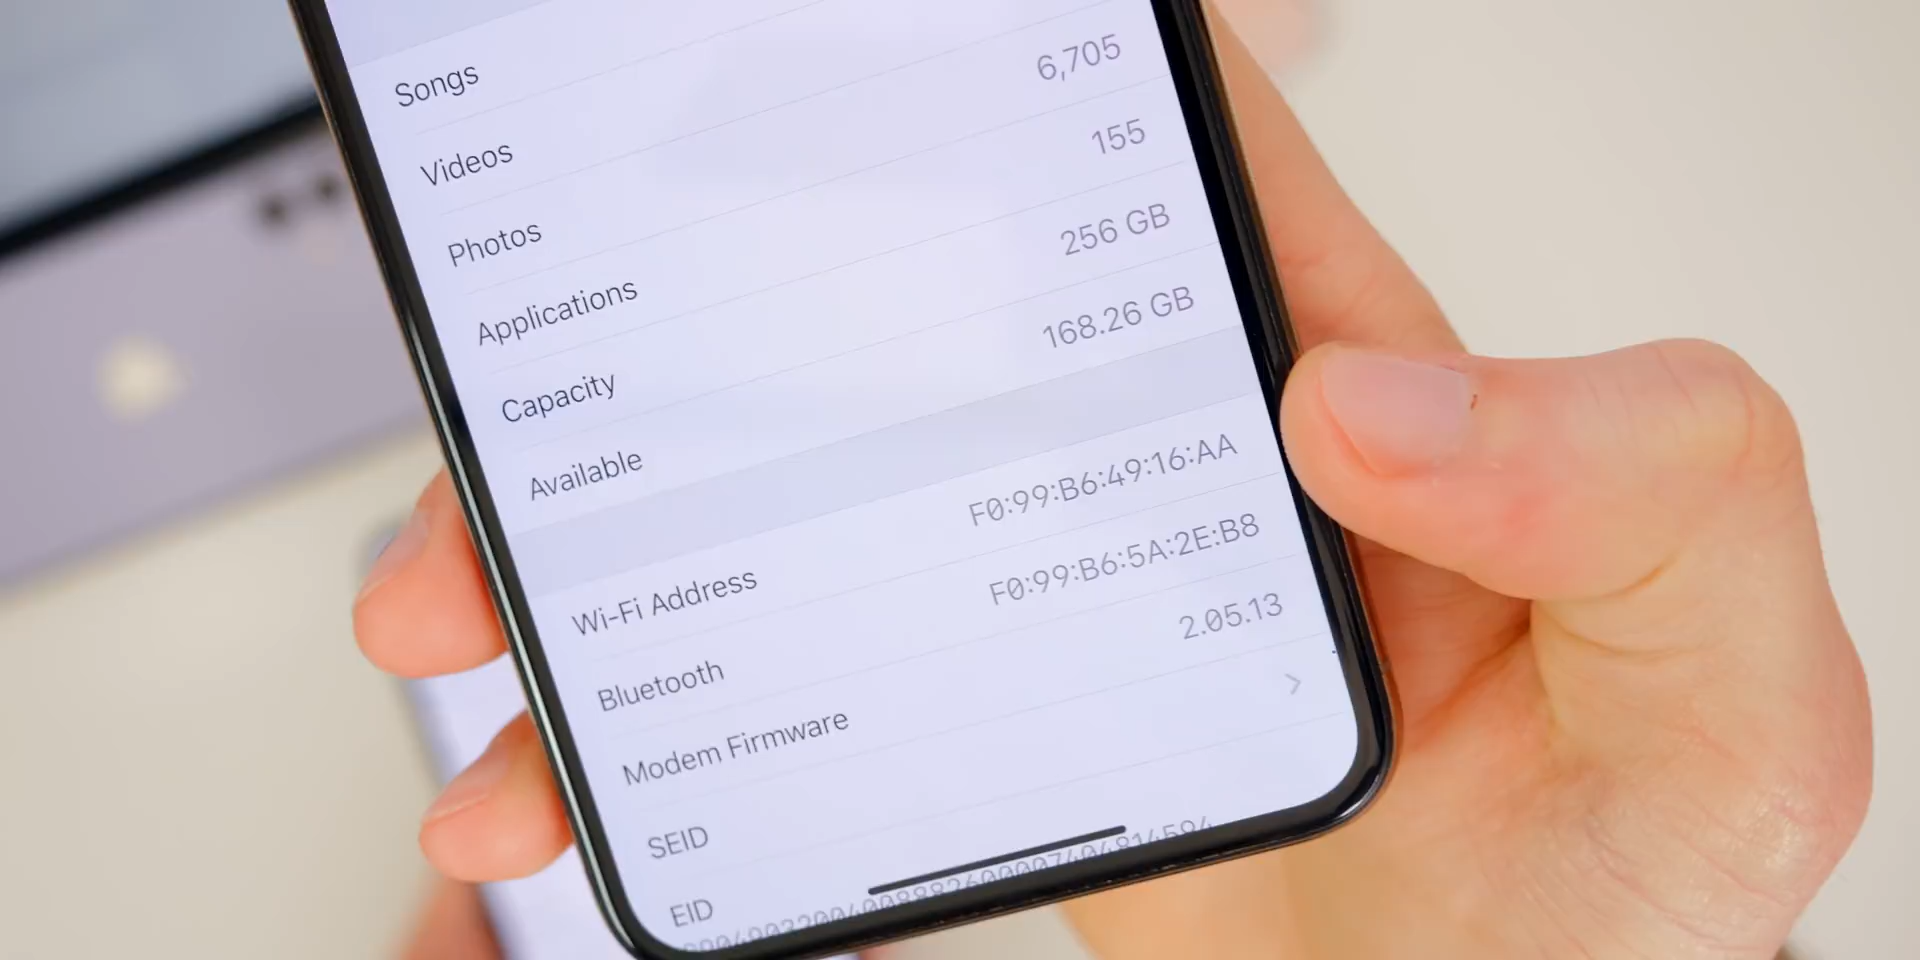 Songs
Videos
Photos 6,705
Applications 155
Capacity 256 GB
Available 168.26 GB
Wi-Fi Address F0:99:B6:49:16:AA
Bluetooth F0:99:B6:5A:2E:B8
Modem Firmware 2.05.13
SEID
EID